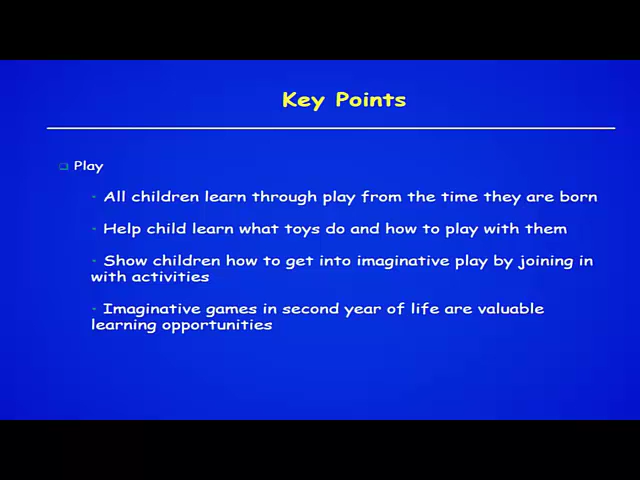 Key Points
Play
All children learn through play from the time they are born
Help child learn what toys do and how to play with them
Show children how to get into imaginative play by joining in
with activities
Imaginative games in second year of life are valuable
learning opportunities